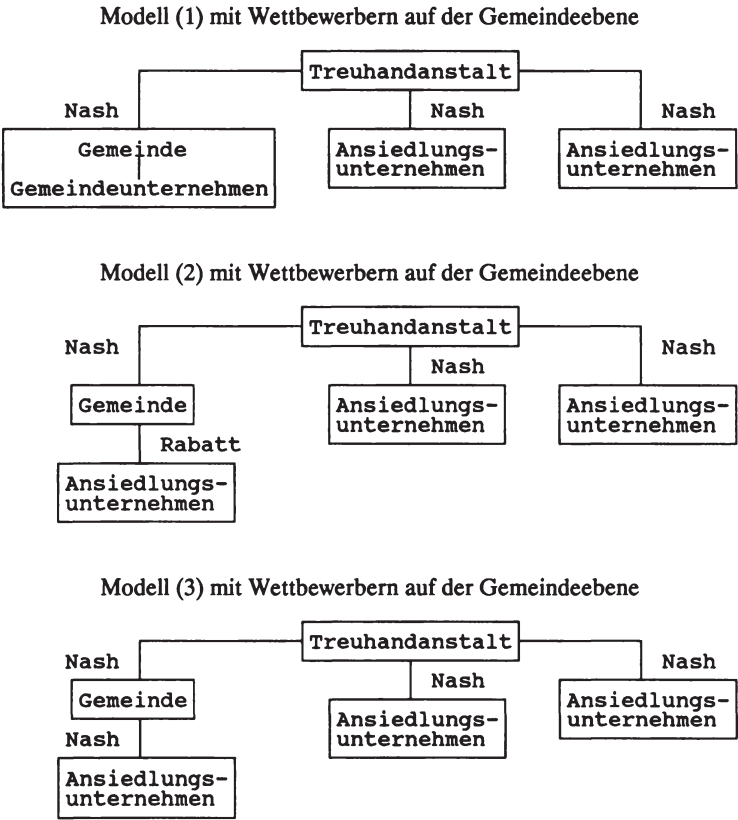 Modell (1) mit Wettbewerbern auf der Gemeindeebene
Treuhandanstalt
Nash
Nash
Nash
Gemeinde
Gemeindeunternehmen
Ansiedlungs-
unternehmen
Ansiedlungs-
unternehmen
Modell (2) mit Wettbewerbern auf der Gemeindeebene
Treuhandanstalt
Nash
Nash
Nash
Gemeinde
Ansiedlungs-
unternehmen
Ansiedlungs-
unternehmen
Rabatt
Ansiedlungs-
unternehmen
Modell (3) mit Wettbewerbern auf der Gemeindeebene
Treuhandanstalt
Nash
Nash
Nash
Gemeinde
Ansiedlungs-
unternehmen
Ansiedlungs-
unternehmen
Nash
Ansiedlungs-
unternehmen